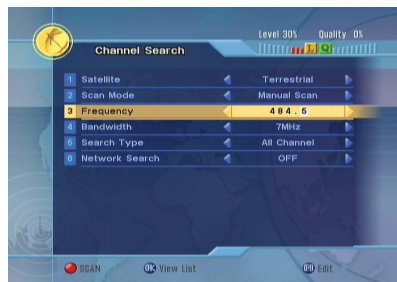 Level 30% Quality 0%
Channel Search
L Q
1 Satellite Terrestrial
2 Scan Mode Manual Scan
3 Frequency 484.6
4 Bandwidth 7MHz
5 Search Type All Channel
6 Network Search OFF
SCAN OK View List 0-9 Edit